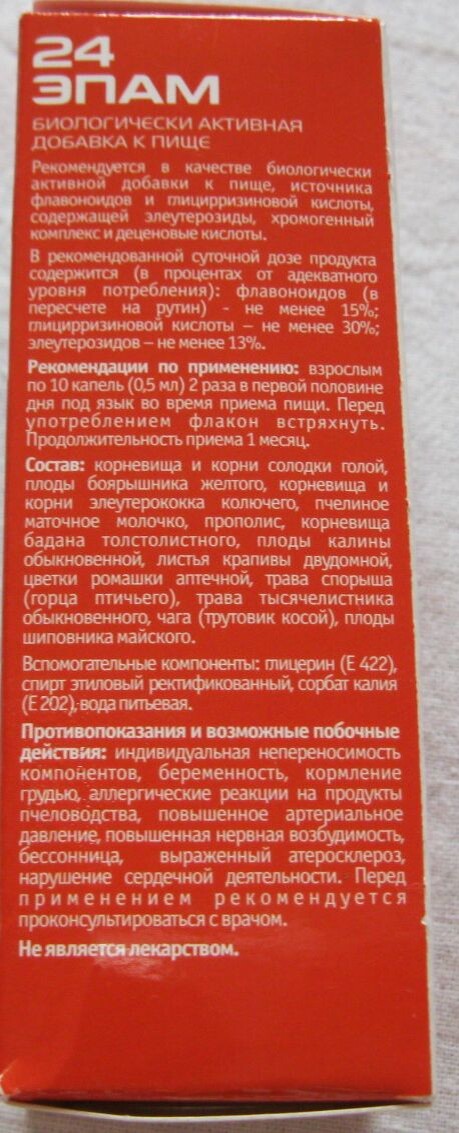 24
ЭПАМ
БИОЛОГИЧЕСКИ АКТИВНАЯ
ДОБАВКА К ПИЩЕ
Рекомендуется в качестве биологически
активной добавки к пище, источника
флавоноидов и глицирризиновой кислоты,
содержащей элеутерозиды, хромогенный
комплекс и деценовые кислоты.
В рекомендованной суточной дозе продукта
содержится (в процентах от адекватного
уровня потребления): флавоноидов (в
пересчете на рутин) - не менее 15%;
глицирризиновой кислоты – не менее 30%;
элеутерозидов – не менее 13%.
Рекомендации по применению: взрослым
по 10 капель (0,5 мл) 2 раза в первой половине
дня под язык во время приема пищи. Перед
употреблением флакон встряхнуть.
Продолжительность приема 1 месяц.
Состав: корневища и корни солодки голой,
плоды боярышника желтого, корневища и
корни элеутерококка колючего, пчелиное
маточное молочко, прополис, корневища
бадана толстолистного, плоды калины
обыкновенной, листья крапивы двудомной,
цветки ромашки аптечной, трава спорыша
(горца птичьего), трава тысячелистника
обыкновенного, чага (трутовик косой), плоды
шиповника майского.
Вспомогательные компоненты: глицерин (Е 422),
спирт этиловый ректификованный, сорбат калия
(Е 202), вода питьевая.
Противопоказания и возможные побочные
действия: индивидуальная непереносимость
компонентов, беременность, кормление
грудью, аллергические реакции на продукты
пчеловодства, повышенное артериальное
давление, повышенная нервная возбудимость,
бессонница, выраженный атеросклероз,
нарушение сердечной деятельности. Перед
применением рекомендуется
проконсультироваться с врачом.
Не является лекарством.